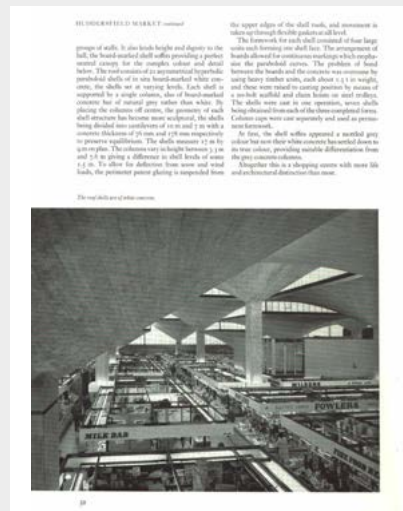 HUDDERSFIELD MARKET continued
groups of stalls. It also lends height and dignity to the
hall, the board-marked shell soffits providing a perfect
neutral canopy for the complex colour and detail
below. The roof consists of 21 asymmetrical hyperbolic
paraboloid shells of in situ board-marked white con-
crete, the shells set at varying levels. Each shell is
supported by a single column, also of board-marked
concrete but of natural grey rather than white. By
placing the columns off centre, the geometry of each
shell structure has become more sculptural, the shells
being divided into cantilevers of 10 m and 7 m with a
concrete thickness of 76 mm and 178 mm respectively
to preserve equilibrium. The shells measure 17 m by
9 m on plan. The columns vary in height between 3.3 m
and 7.6 m giving a difference in shell levels of some
1.5 m. To allow for deflection from snow and wind
loads, the perimeter patent glazing is suspended from
the upper edges of the shell roofs, and movement is
taken up through flexible gaskets at sill level.
The formwork for each shell consisted of four large
units each forming one shell face. The arrangement of
boards allowed for continuous markings which empha-
size the paraboloid curves. The problem of bond
between the boards and the concrete was overcome by
using heavy timber units, each about 1.5 t in weight,
and these were raised to casting position by means of
a 110-bolt scaffold and chain hoists on steel trolleys.
The shells were cast in one operation, seven shells
being obtained from each of the three completed forms.
Column caps were cast separately and used as perma-
nent formwork.
At first, the shell soffits appeared a mottled grey
colour but now their white concrete has settled down to
its true colour, providing suitable differentiation from
the grey concrete columns.
Altogether this is a shopping centre with more life
and architectural distinction than most.
The roof shells are of white concrete.
MILKBAR
FOWLERS
MILK BAR